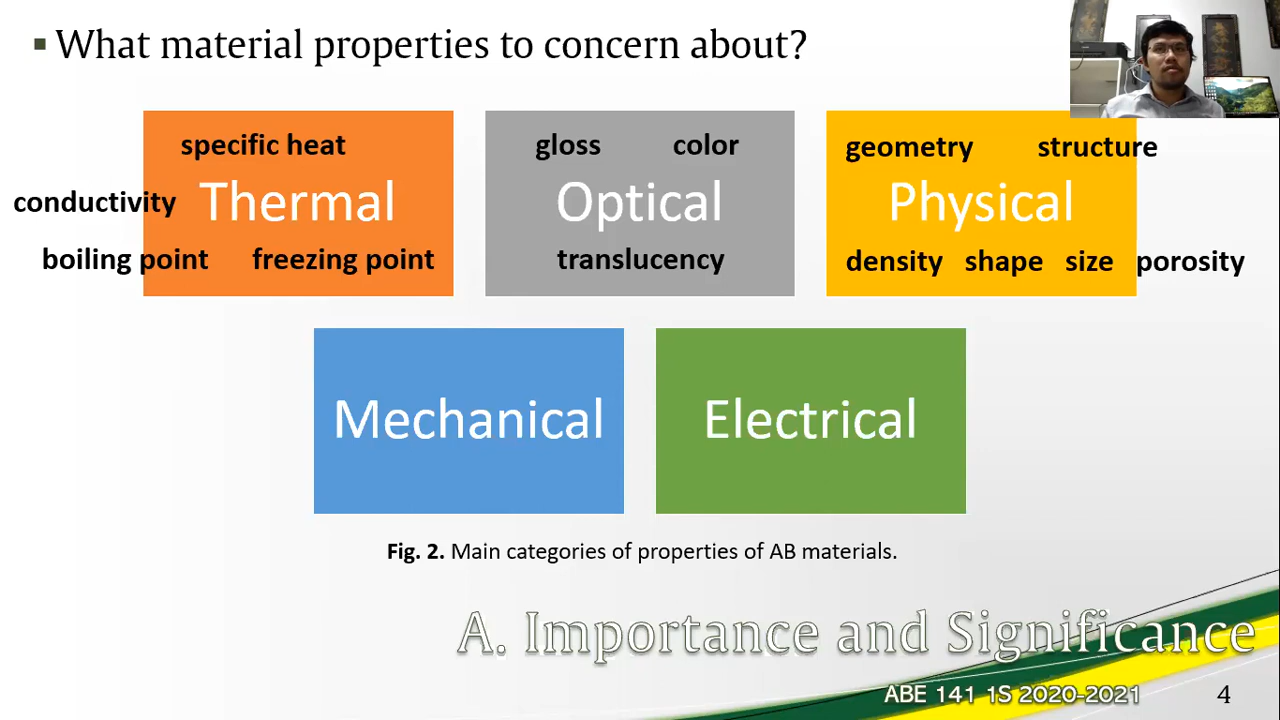 ▪ What material properties to concern about?
specific heat
conductivity
Thermal
boiling point freezing point
gloss color
Optical
translucency
geometry structure
Physical
density shape size porosity
Mechanical
Electrical
Fig. 2. Main categories of properties of AB materials.
A. Importance and Significance
ABE 141 1S 2020-2021
4